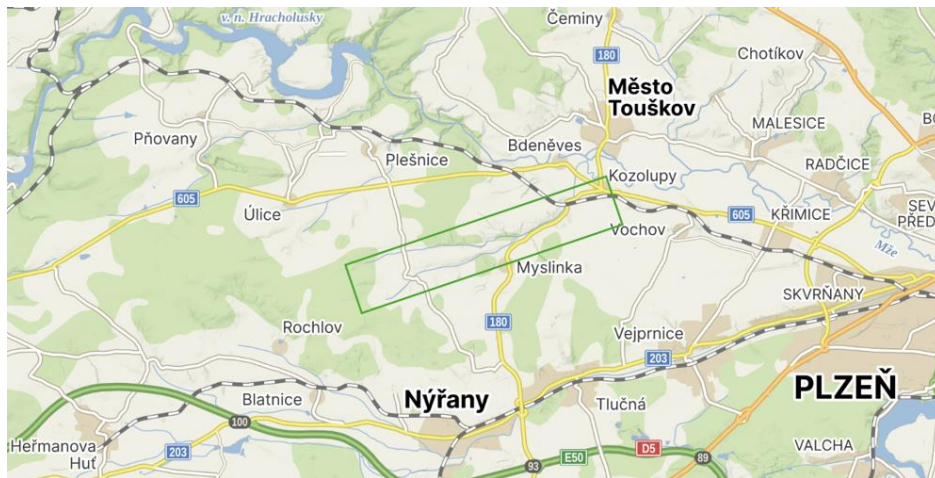 v. n. Hracholusky
Čeminy
180
Chotíkov
Město
Touškov
MALESICE
Pňovany
Plešnice
Bdeněves
Kozolupy
RADČICE
605
Úlice
605
KŘIMICE
Vochov
Mže
Myslinka
SKVRŇANY
Rochlov
180
Vejprnice
203
PLZEŇ
Blatnice
Nýřany
Tlučná
100
Heřmanova
Huť
203
E50
D5
VALCHA
93
89